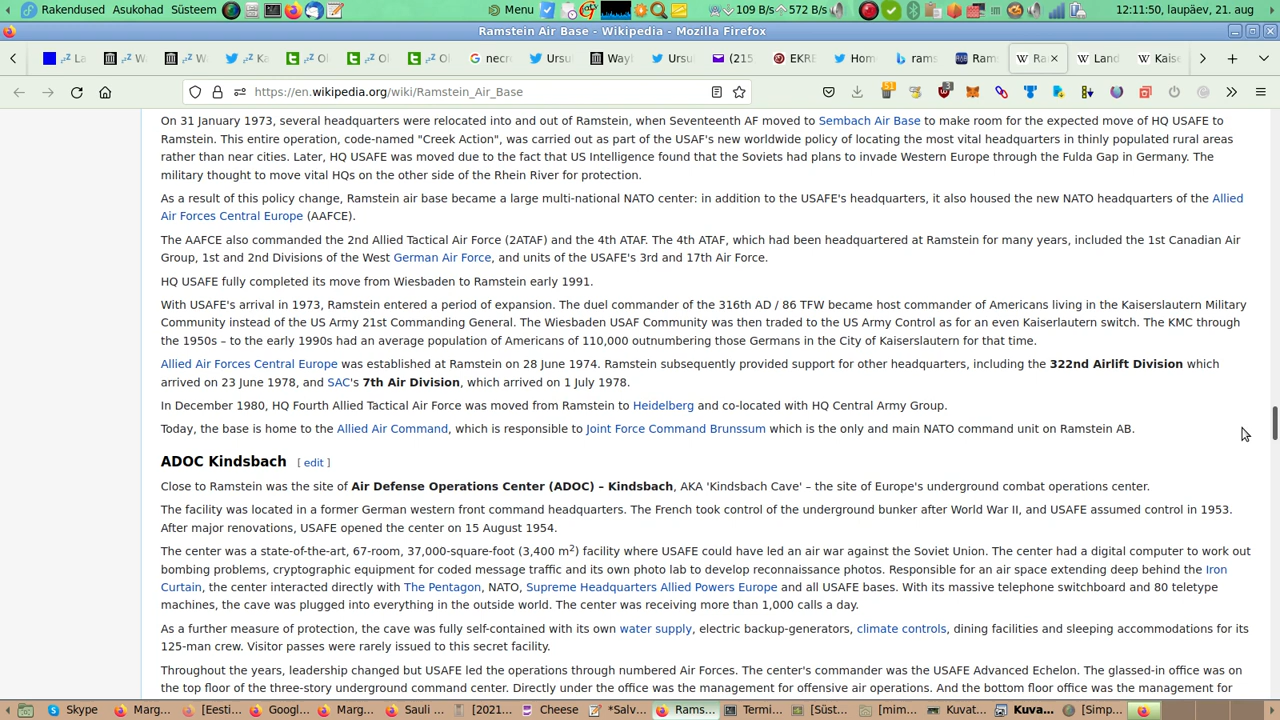 Rakendused Asukohad Süsteem
Menu
109 B/s 572 B/s
12:11:50, laupäev, 21. aug
Ramstein Air Base - Wikipedia - Mozilla Firefox
La W W Ka Ol Ol Ol necr Ursu Wayb Ursu (215 EKRE Hom rams Ram Ra Land Kaise
https://en.wikipedia.org/wiki/Ramstein_Air_Base
On 31 January 1973, several headquarters were relocated into and out of Ramstein, when Seventeenth AF moved to Sembach Air Base to make room for the expected move of HQ USAFE to
Ramstein. This entire operation, code-named "Creek Action", was carried out as part of the USAF's new worldwide policy of locating the most vital headquarters in thinly populated rural areas
rather than near cities. Later, HQ USAFE was moved due to the fact that US Intelligence found that the Soviets had plans to invade Western Europe through the Fulda Gap in Germany. The
military thought to move vital HQs on the other side of the Rhein River for protection.
As a result of this policy change, Ramstein air base became a large multi-national NATO center: in addition to the USAFE's headquarters, it also housed the new NATO headquarters of the Allied
Air Forces Central Europe (AAFCE).
The AAFCE also commanded the 2nd Allied Tactical Air Force (2ATAF) and the 4th ATAF. The 4th ATAF, which had been headquartered at Ramstein for many years, included the 1st Canadian Air
Group, 1st and 2nd Divisions of the West German Air Force, and units of the USAFE's 3rd and 17th Air Force.
HQ USAFE fully completed its move from Wiesbaden to Ramstein early 1991.
With USAFE's arrival in 1973, Ramstein entered a period of expansion. The duel commander of the 316th AD / 86 TFW became host commander of Americans living in the Kaiserslautern Military
Community instead of the US Army 21st Commanding General. The Wiesbaden USAF Community was then traded to the US Army Control as for an even Kaiserlautern switch. The KMC through
the 1950s – to the early 1990s had an average population of Americans of 110,000 outnumbering those Germans in the City of Kaiserslautern for that time.
Allied Air Forces Central Europe was established at Ramstein on 28 June 1974. Ramstein subsequently provided support for other headquarters, including the 322nd Airlift Division which
arrived on 23 June 1978, and SAC's 7th Air Division, which arrived on 1 July 1978.
In December 1980, HQ Fourth Allied Tactical Air Force was moved from Ramstein to Heidelberg and co-located with HQ Central Army Group.
Today, the base is home to the Allied Air Command, which is responsible to Joint Force Command Brunssum which is the only and main NATO command unit on Ramstein AB.
ADOC Kindsbach [ edit ]
Close to Ramstein was the site of Air Defense Operations Center (ADOC) – Kindsbach, AKA 'Kindsbach Cave' – the site of Europe's underground combat operations center.
The facility was located in a former German western front command headquarters. The French took control of the underground bunker after World War II, and USAFE assumed control in 1953.
After major renovations, USAFE opened the center on 15 August 1954.
The center was a state-of-the-art, 67-room, 37,000-square-foot (3,400 m2) facility where USAFE could have led an air war against the Soviet Union. The center had a digital computer to work out
bombing problems, cryptographic equipment for coded message traffic and its own photo lab to develop reconnaissance photos. Responsible for an air space extending deep behind the Iron
Curtain, the center interacted directly with The Pentagon, NATO, Supreme Headquarters Allied Powers Europe and all USAFE bases. With its massive telephone switchboard and 80 teletype
machines, the cave was plugged into everything in the outside world. The center was receiving more than 1,000 calls a day.
As a further measure of protection, the cave was fully self-contained with its own water supply, electric backup-generators, climate controls, dining facilities and sleeping accommodations for its
125-man crew. Visitor passes were rarely issued to this secret facility.
Throughout the years, leadership changed but USAFE led the operations through numbered Air Forces. The center's commander was the USAFE Advanced Echelon. The glassed-in office was on
the top floor of the three-story underground command center. Directly under the office was the management for offensive air operations. And the bottom floor office was the management for
Skype Marg... [Eesti... Googl... Marg... Sauli ... [2021... Cheese *Salv... Rams... Termi... [Süst... [mim... Kuvat... Kuva... [Simp...